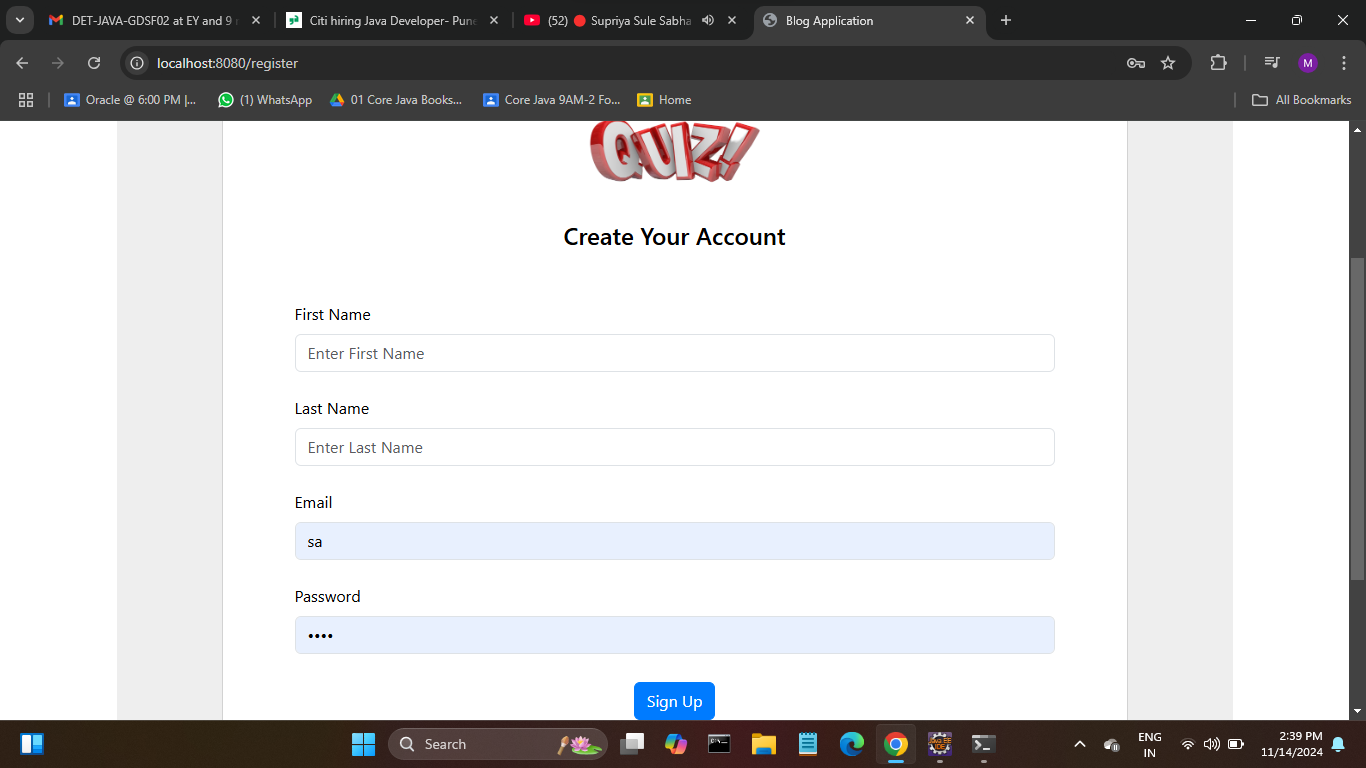 DET-JAVA-GDSF02 at EY and 9
Citi hiring Java Developer- Pune
(52) 🔴 Supriya Sule Sabha
Blog Application
localhost:8080/register
M
Oracle @ 6:00 PM |...
(1) WhatsApp
01 Core Java Books...
Core Java 9AM-2 Fo...
Home
All Bookmarks
QUIZ!
Create Your Account
First Name
Enter First Name
Last Name
Enter Last Name
Email
sa
Password
••••
Sign Up
Search
ENG
IN
2:39 PM
11/14/2024